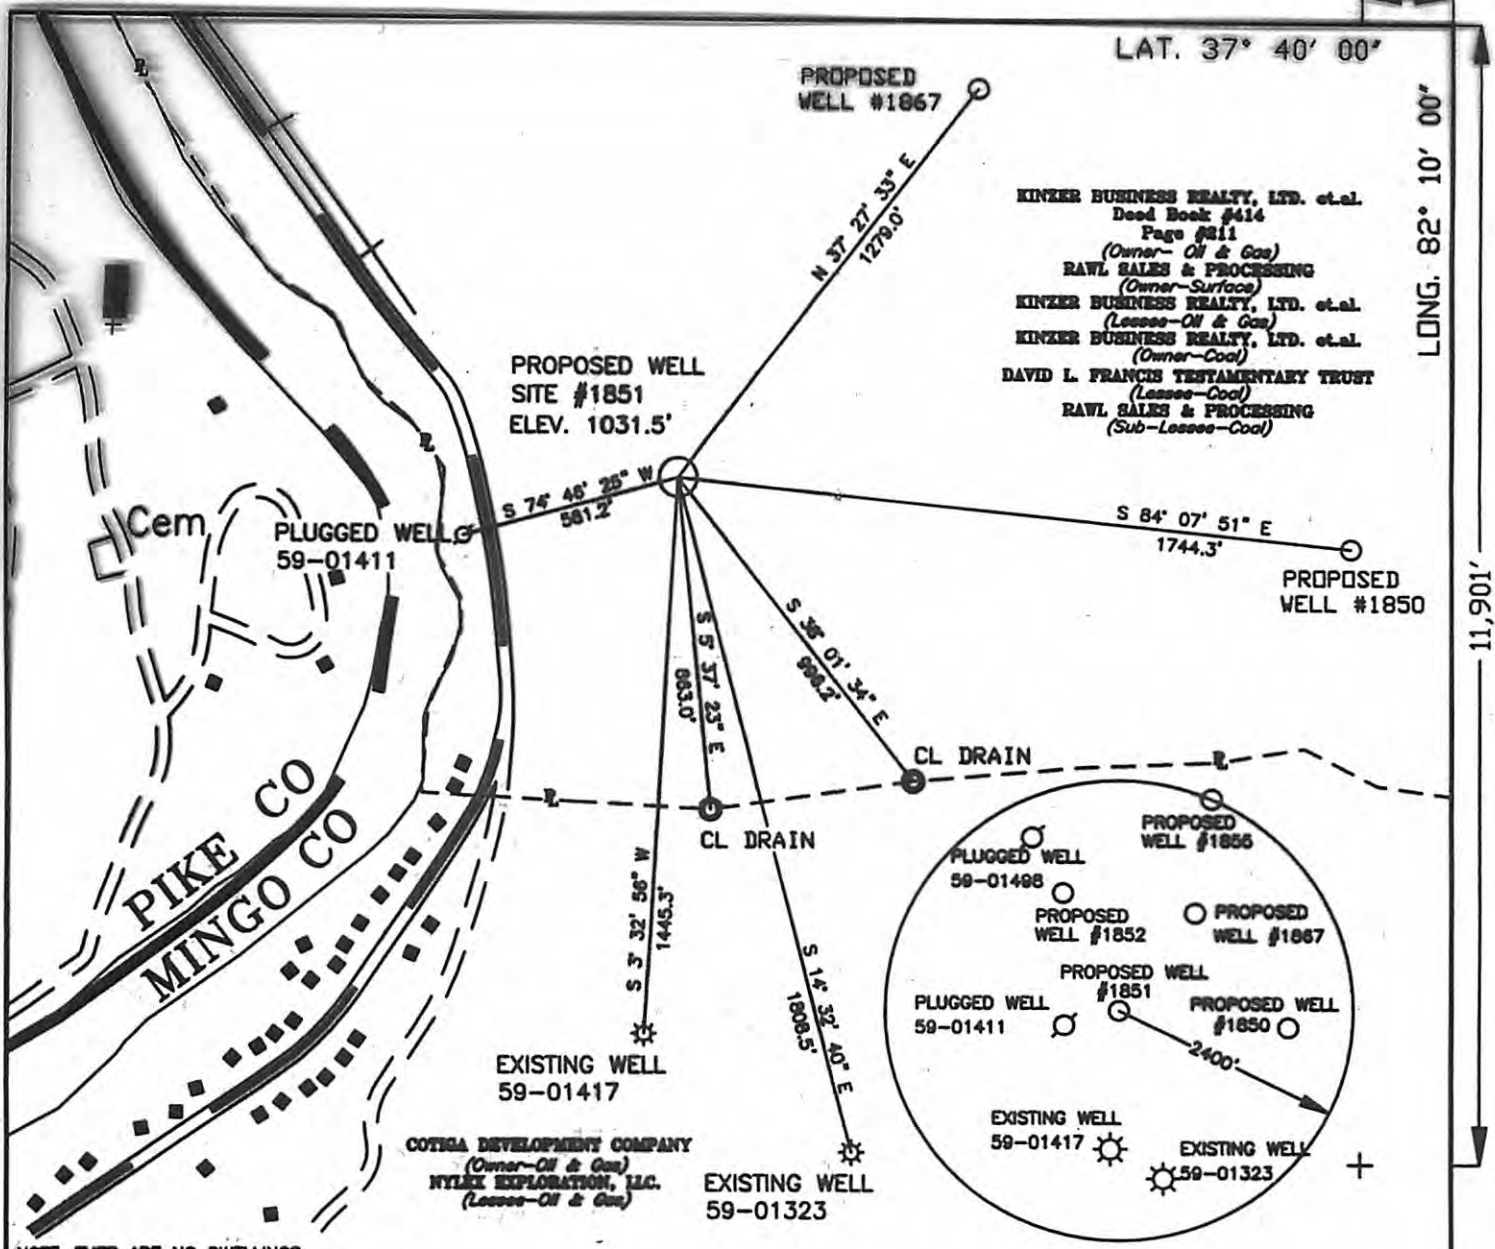 LAT. 37° 40' 00"
LONG. 82° 10' 00"
11,901'
PROPOSED
WELL #1867
N 37° 27' 33" E
1279.0'
KINZER BUSINESS REALTY, LTD. et.al.
Deed Book #414
Page #211
(Owner- Oil & Gas)
RAWL SALES & PROCESSING
(Owner-Surface)
KINZER BUSINESS REALTY, LTD. et.al.
(Lessee-Oil & Gas)
KINZER BUSINESS REALTY, LTD. et.al.
(Owner-Coal)
DAVID L. FRANCIS TESTAMENTARY TRUST
(Lessee-Coal)
RAWL SALES & PROCESSING
(Sub-Lessee-Coal)
PROPOSED WELL
SITE #1851
ELEV. 1031.5'
S 74° 46' 25" W
581.2'
Cem
PLUGGED WELL
59-01411
S 84° 07' 51" E
1744.3'
PROPOSED
WELL #1850
S 5° 37' 23" E
863.0'
S 38° 01' 34" E
CL DRAIN
CL DRAIN
PIKE CO
MINGO CO
S 3° 32' 56" W
1445.3'
S 14° 32' 40" E
1808.5'
EXISTING WELL
59-01417
COTIGA DEVELOPMENT COMPANY
(Owner-Oil & Gas)
NYLEX EXPLORATION, LLC.
(Lessee-Oil & Gas)
EXISTING WELL
59-01323
PROPOSED
WELL #1856
PLUGGED WELL
59-01498
PROPOSED
WELL #1852
PROPOSED
WELL #1867
PROPOSED WELL
#1851
PLUGGED WELL
59-01411
PROPOSED WELL
#1850
2400'
EXISTING WELL
59-01417
EXISTING WELL
59-01323